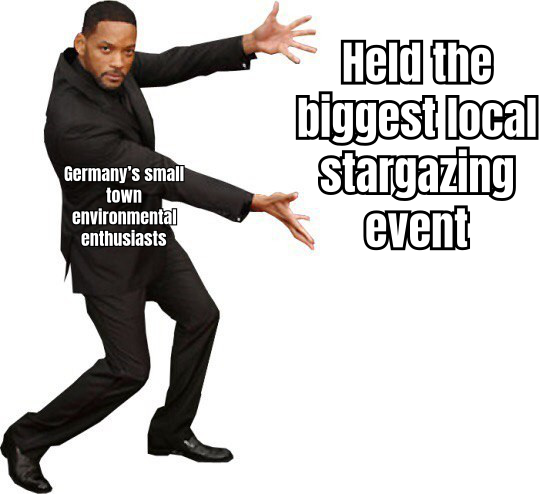 Held the
biggest local
stargazing
event
Germany's small
town
environmental
enthusiasts